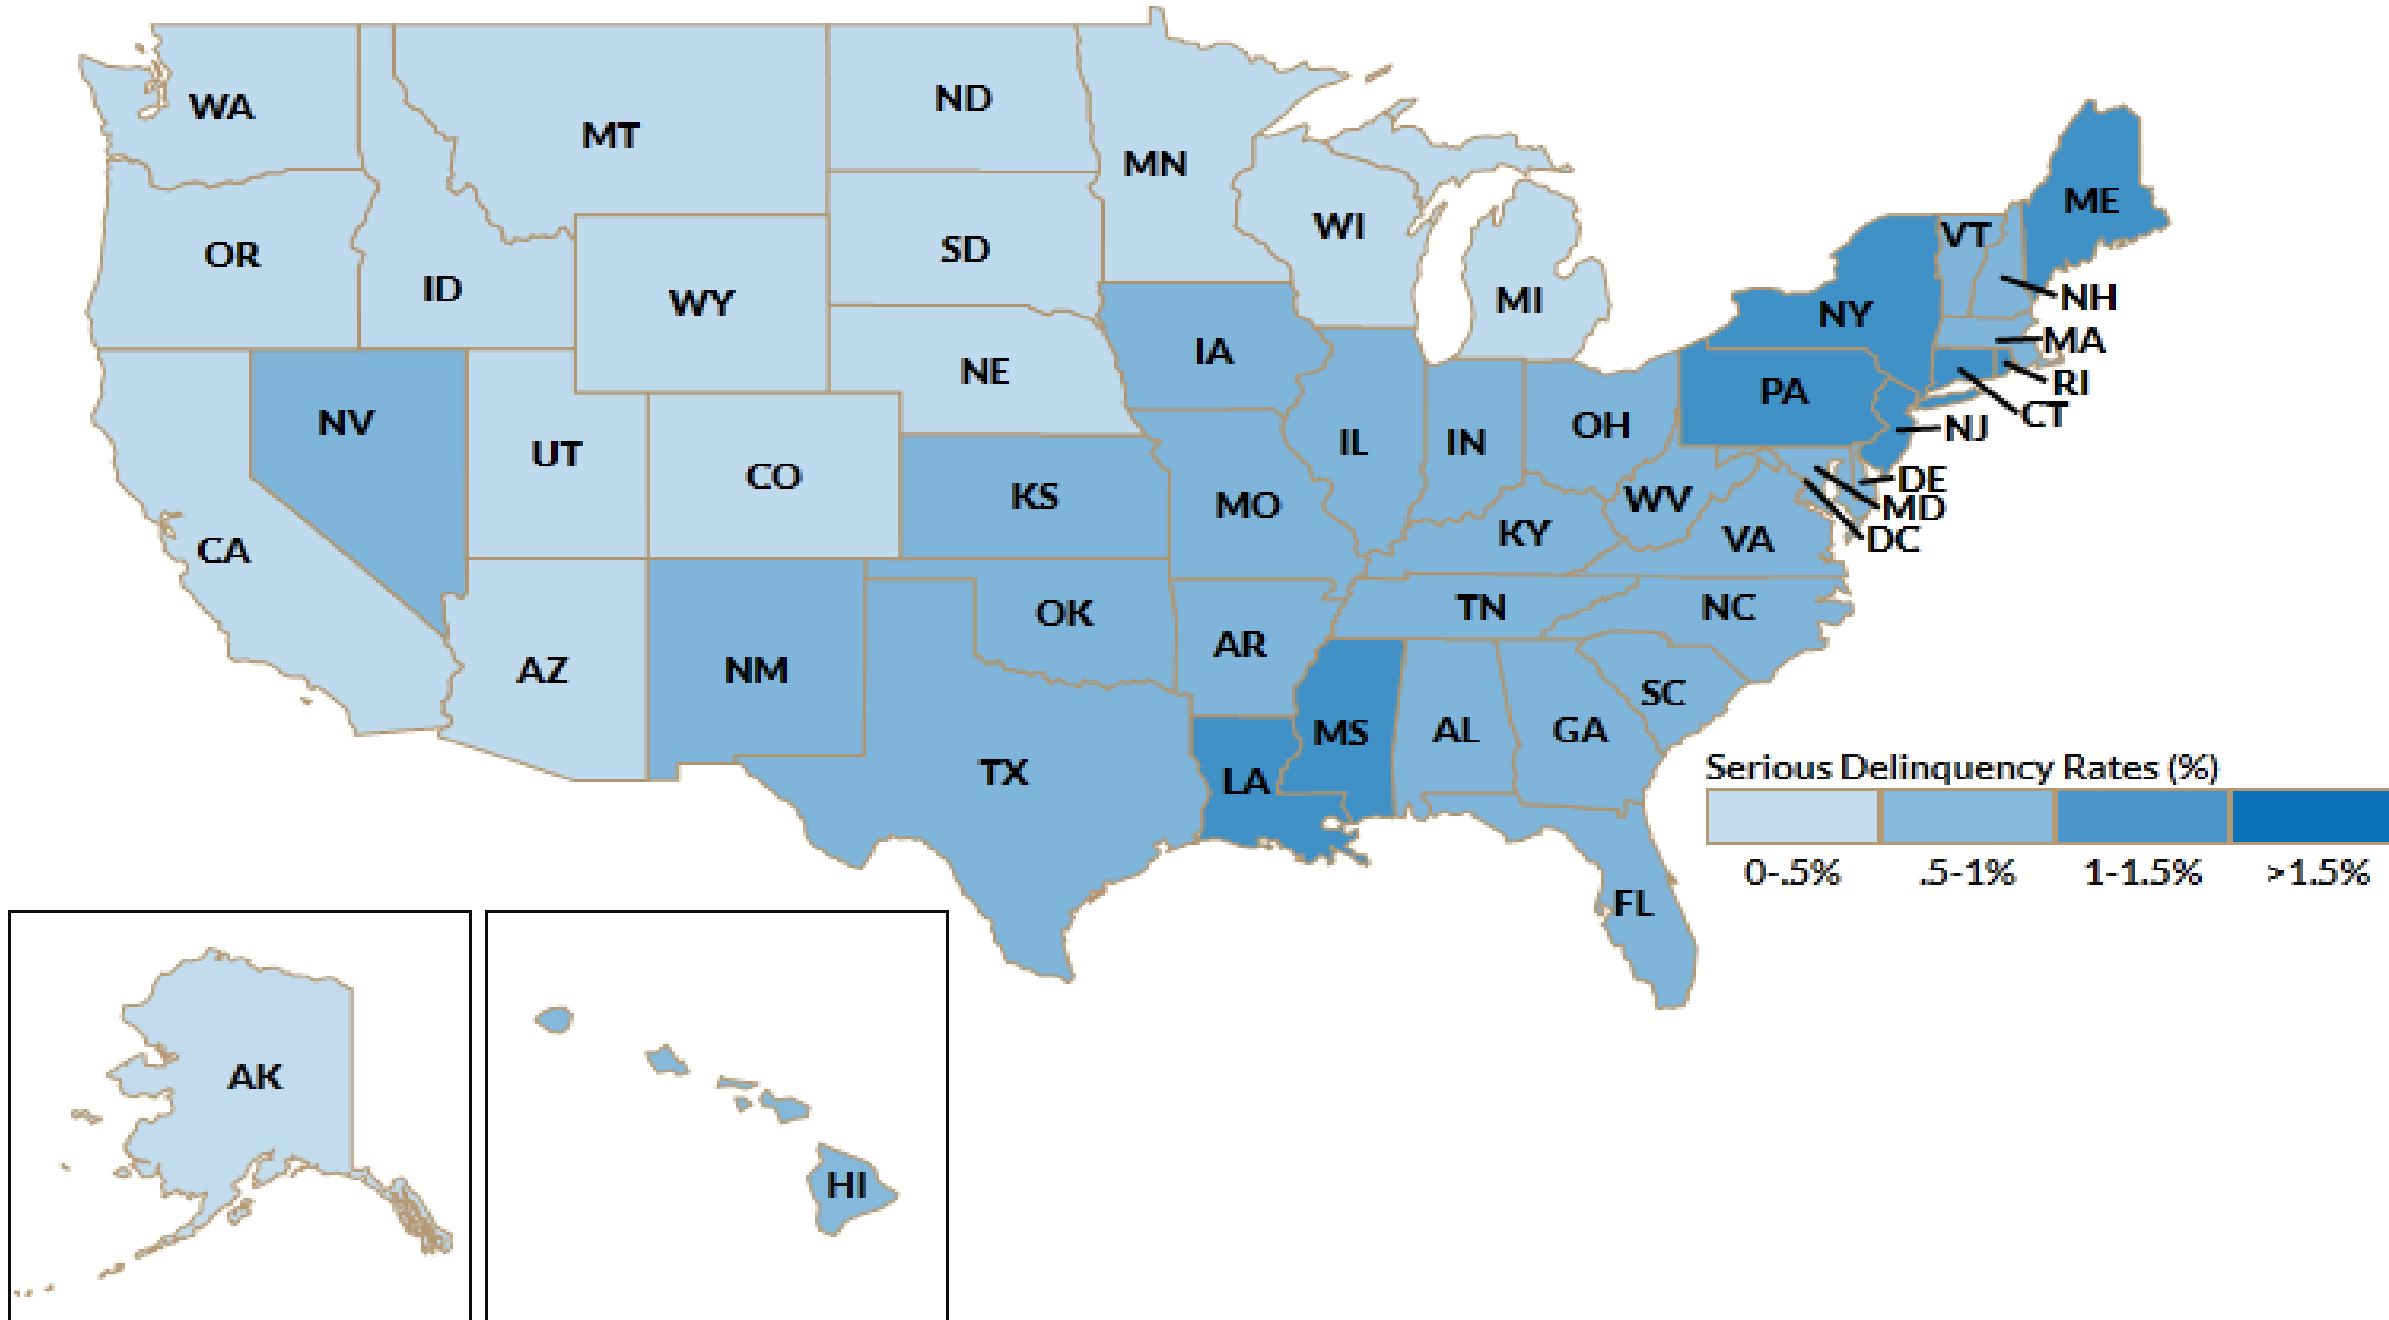 WA
MT
ND
MN
OR
ID
WY
SD
WI
MI
ME
VT
NH
NY
MA
RI
CT
NJ
PA
NV
UT
CO
NE
IA
IL
IN
OH
KS
MO
KY
WV
VA
DE
MD
DC
CA
AZ
NM
OK
AR
TN
NC
SC
TX
LA
MS
AL
GA
FL
Serious Delinquency Rates (%)
0-.5% .5-1% 1-1.5% >1.5%
AK
HI